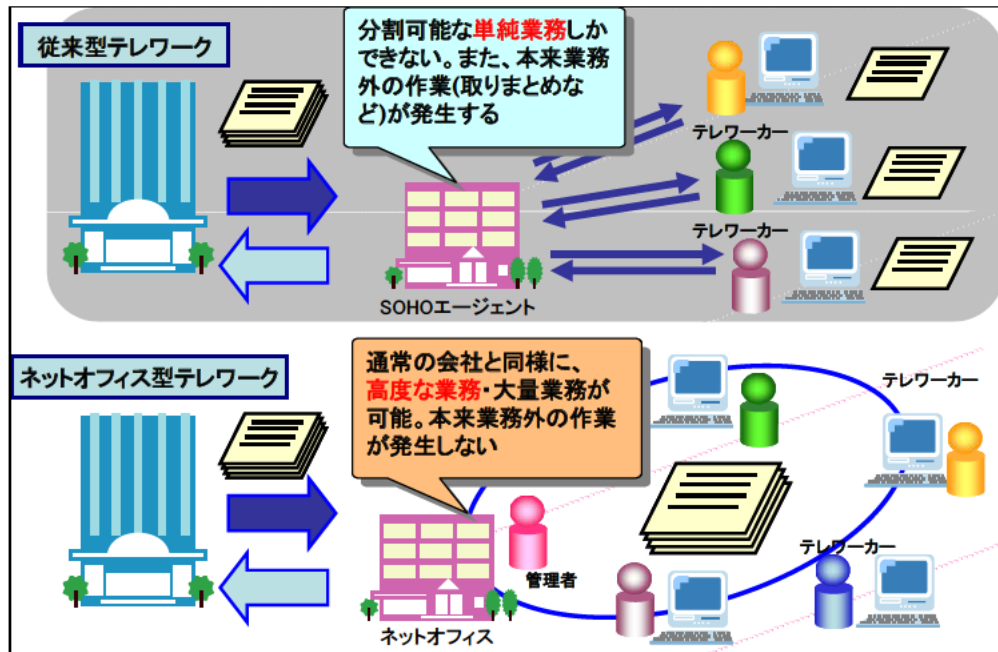 従来型テレワーク
分割可能な単純業務しか
できない。また、本来業務
外の作業(取りまとめな
ど)が発生する
テレワーカー
テレワーカー
SOHOエージェント
ネットオフィス型テレワーク
通常の会社と同様に、
高度な業務・大量業務が
可能。本来業務外の作業
が発生しない
テレワーカー
テレワーカー
管理者
ネットオフィス